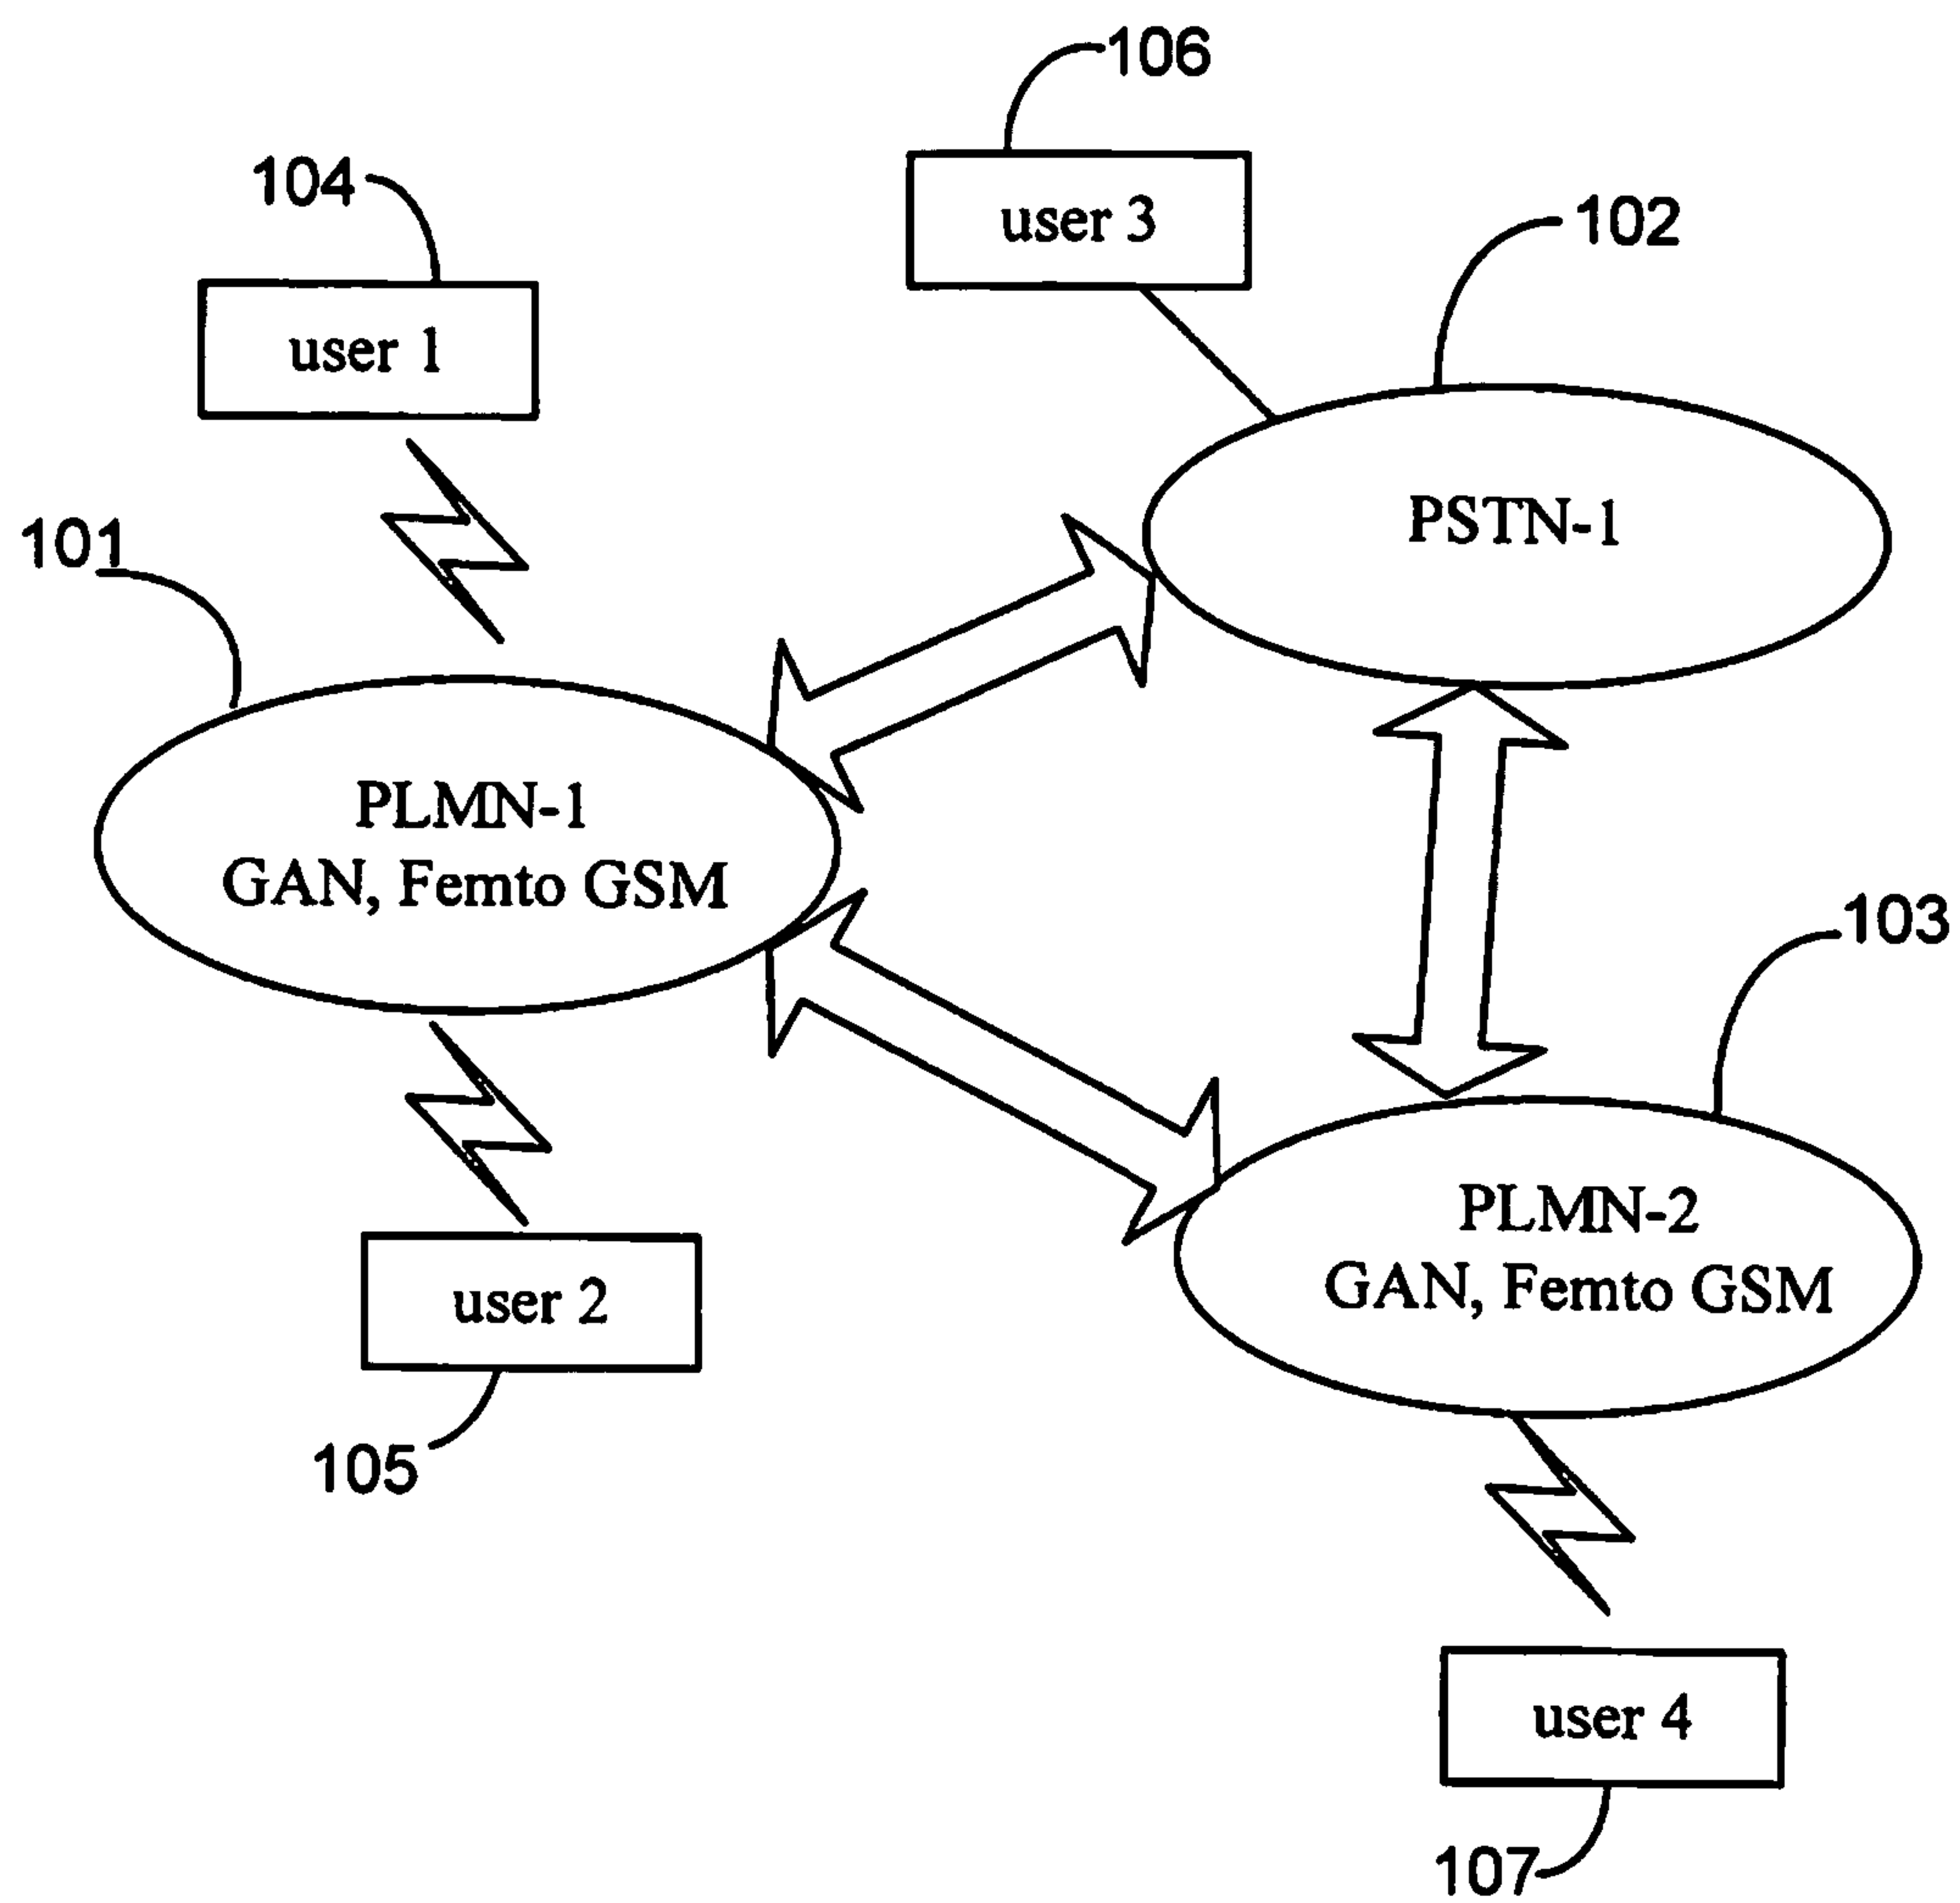 106
104
user 3
102
user 1
PSTN-1
101
PLMN-1
GAN, Femto GSM
103
PLMN-2
GAN, Femto GSM
user 2
105
user 4
107